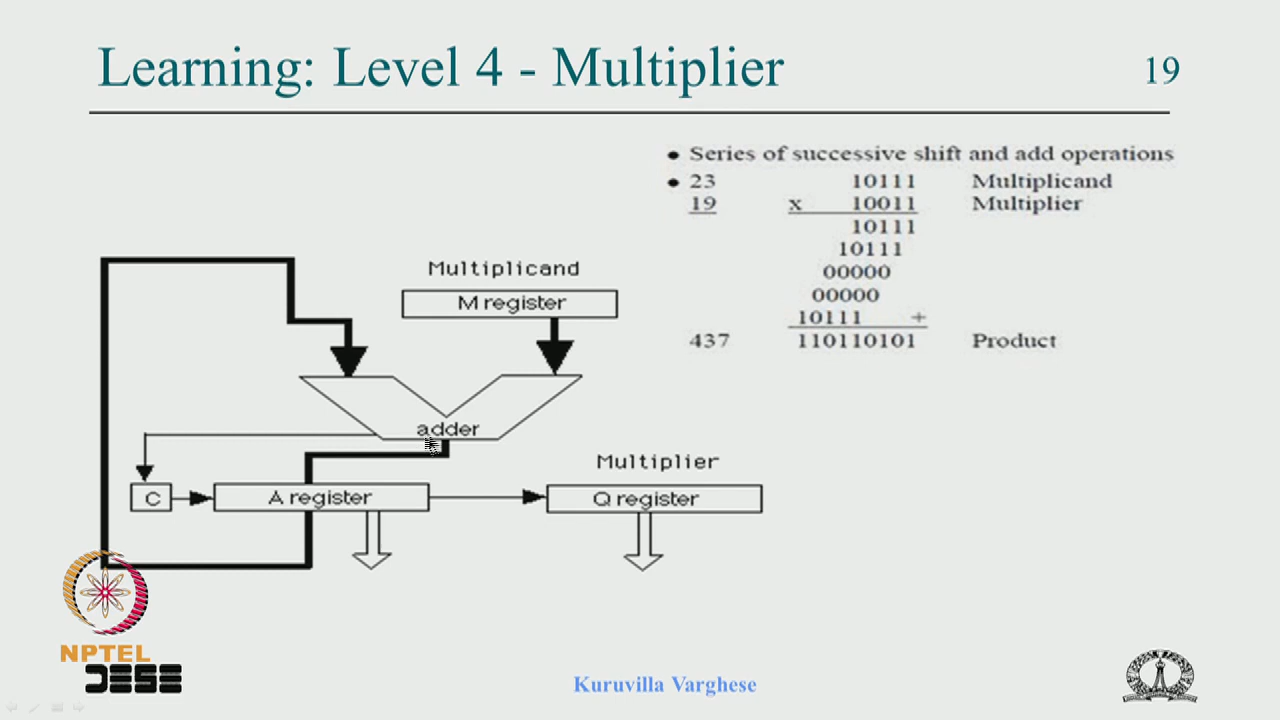 Learning: Level 4 - Multiplier
19
• Series of successive shift and add operations
• 23 10111 Multiplicand
19 x 10011 Multiplier
10111
10111
00000
00000
10111 +
437 110110101 Product
Multiplicand
M register
adder
Multiplier
C
A register
Q register
NPTEL
DESE
Kuruvilla Varghese